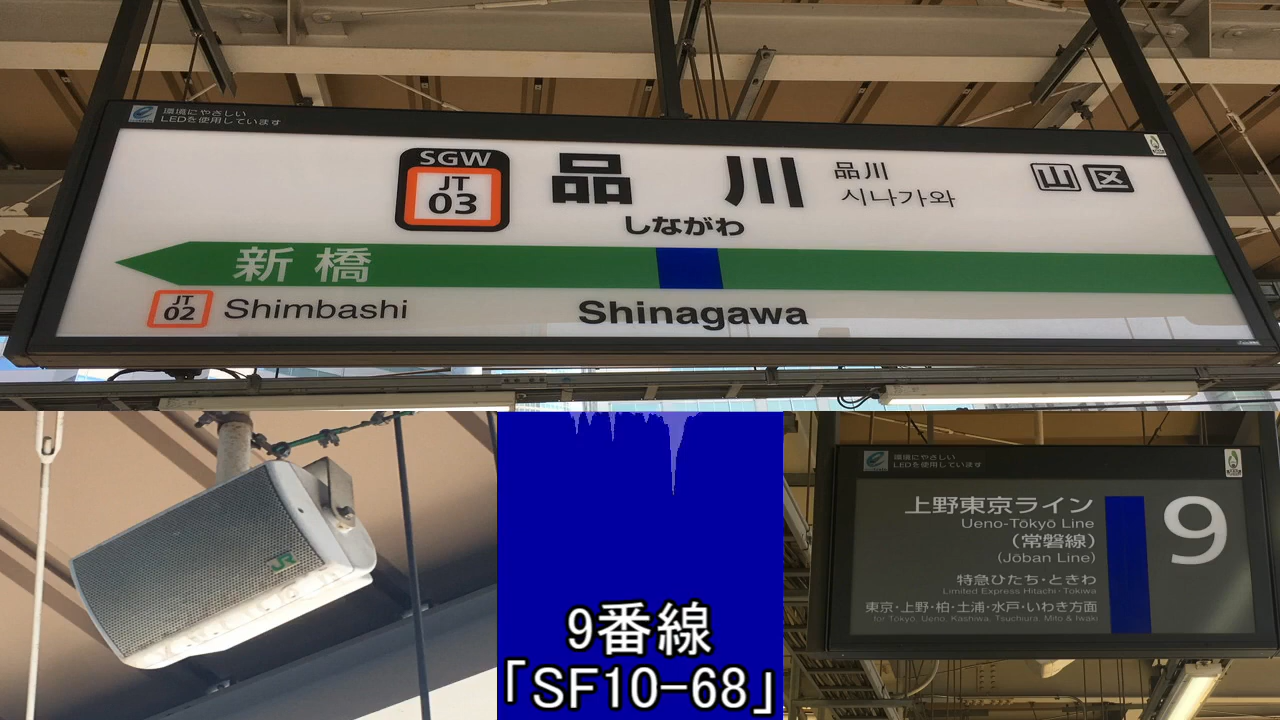 環境にやさしい
LEDを使用しています
SGW
JT
03
品川
しながわ
品川
시나가와
山区
新橋
JT
02
Shimbashi
Shinagawa
JR
9番線
「SF10-68」
環境にやさしい
LEDを使用しています
上野東京ライン
Ueno-Tōkyō Line
(常磐線)
(Jōban Line)
特急ひたち・ときわ
Limited Express Hitachi · Tokiwa
東京・上野・柏・土浦・水戸・いわき方面
for Tokyō, Ueno, Kashiwa, Tsuchiura, Mito & Iwaki
9